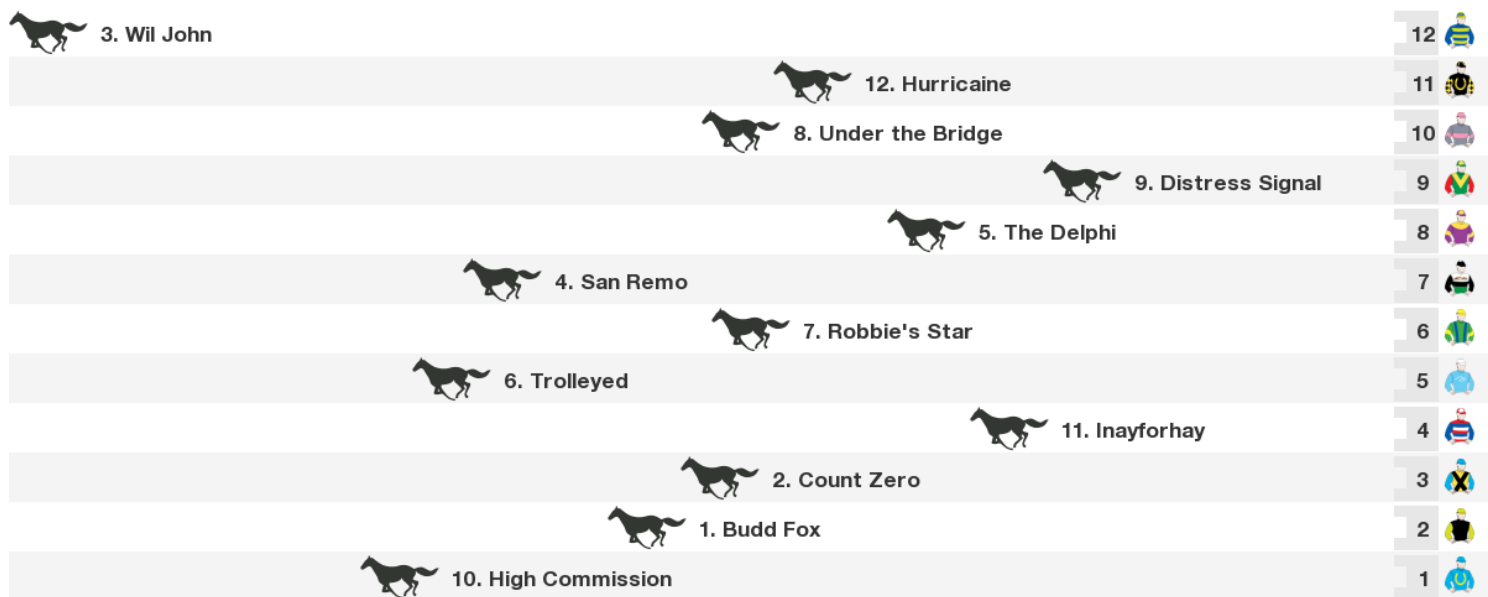 3. Wil John 12
12. Hurricaine 11
8. Under the Bridge 10
9. Distress Signal 9
5. The Delphi 8
4. San Remo 7
7. Robbie's Star 6
6. Trolleyed 5
11. Inayforhay 4
2. Count Zero 3
1. Budd Fox 2
10. High Commission 1